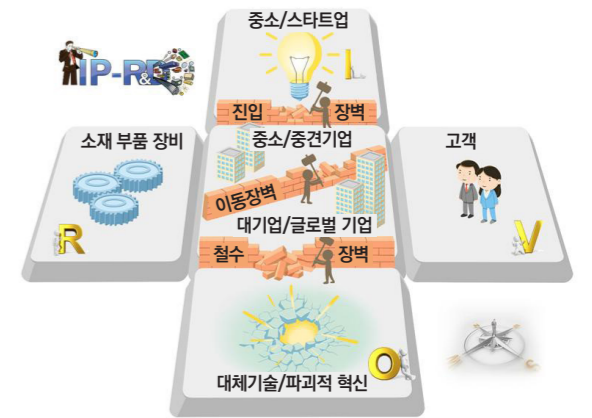 중소/스타트업
IP-R&D
I
진입 장벽
소재 부품 장비
중소/중견기업
고객
이동장벽
대기업/글로벌 기업
R
철수 장벽
V
O
대체기술/파괴적 혁신